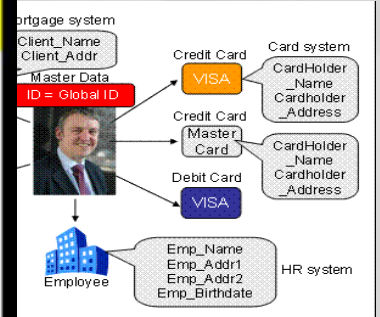 ortgage system
Client_Name
Client_Addr
Master Data
ID = Global ID
Credit Card
VISA
Card system
CardHolder
_Name
Cardholder
_Address
Credit Card
Master
Card
CardHolder
_Name
Cardholder
_Address
Debit Card
VISA
Employee
Emp_Name
Emp_Addr1
Emp_Addr2
Emp_Birthdate
HR system